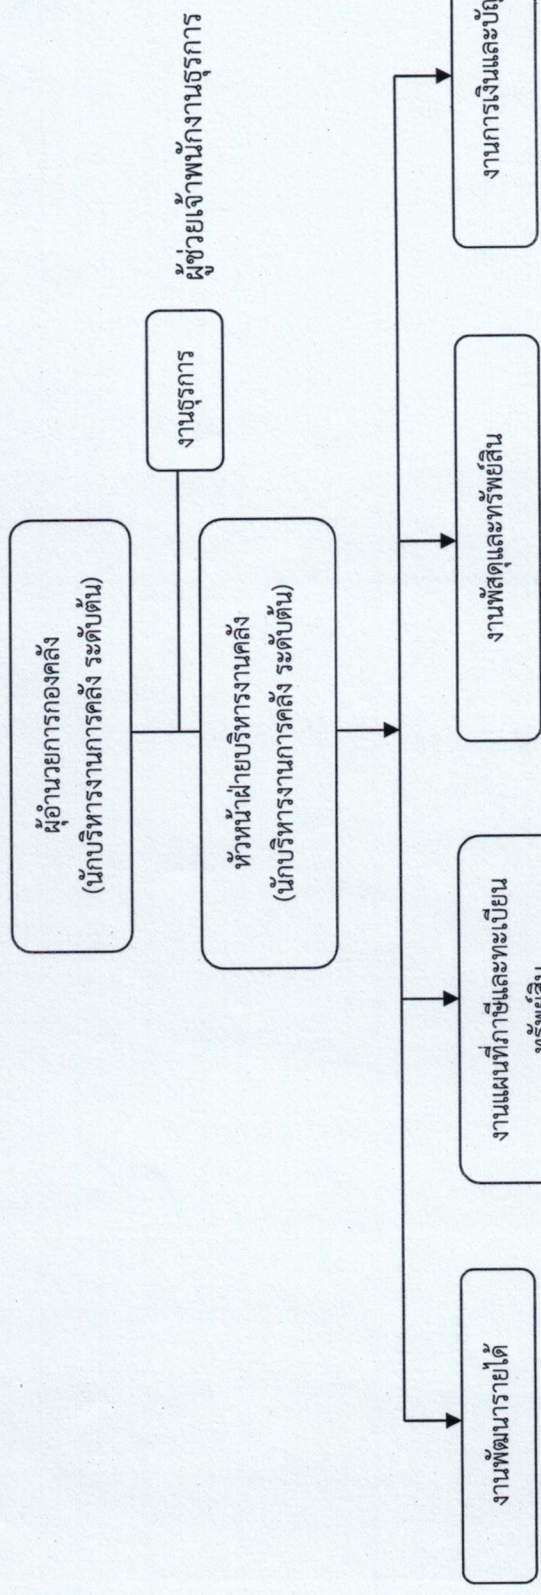 ผู้อำนวยการกองคลัง
(นักบริหารงานการคลัง ระดับต้น)
งานธุรการ
ผู้ช่วยเจ้าพนักงานธุรการ
หัวหน้าฝ่ายบริหารงานคลัง
(นักบริหารงานการคลัง ระดับต้น)
งานพัฒนารายได้
งานแผนที่ภาษีและทะเบียน
ทรัพย์สิน
งานพัสดุและทรัพย์สิน
งานการเงินและบัญ